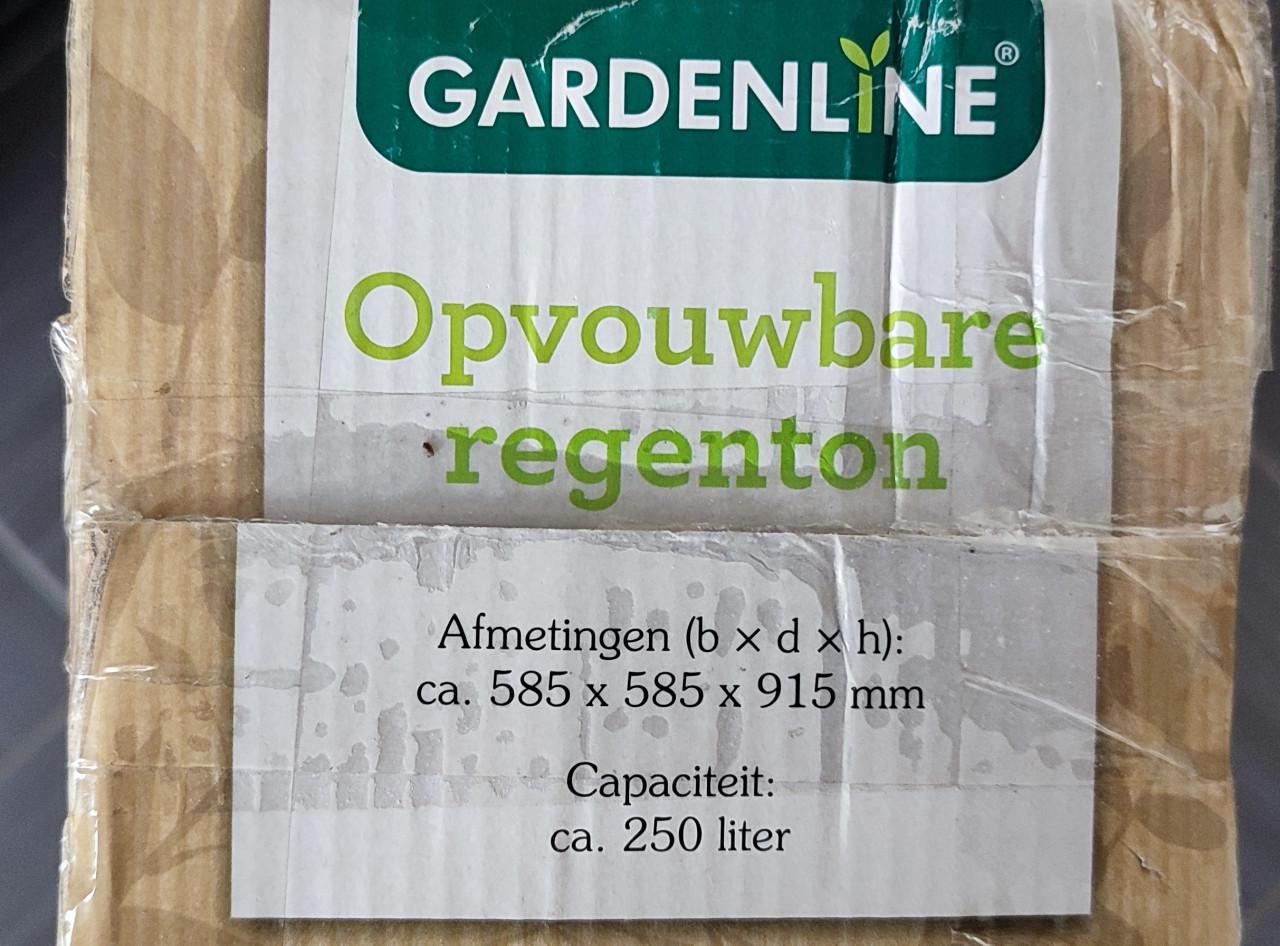 GARDENLiNE®
Opvouwbare
regenton
Afmetingen (b × d × h):
ca. 585 x 585 x 915 mm
Capaciteit:
ca. 250 liter